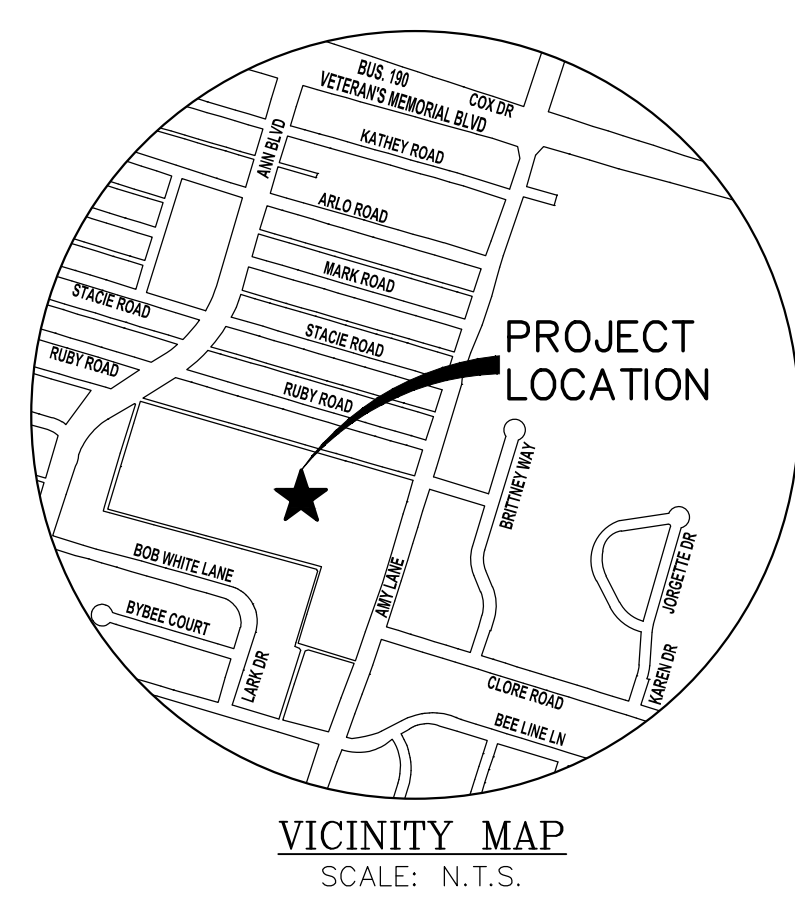 BUS. 190
VETERAN'S MEMORIAL BLVD
COX DR
KATHEY ROAD
ANN BLVD
ARLO ROAD
MARK ROAD
STACIE ROAD
STACIE ROAD
RUBY ROAD
RUBY ROAD
PROJECT
LOCATION
BRITTNEY WAY
JORGETTE DR
BOB WHITE LANE
AMY LANE
BYBEE COURT
LARK DR
KAREN DR
CLORE ROAD
BEE LINE LN
VICINITY MAP
SCALE: N.T.S.